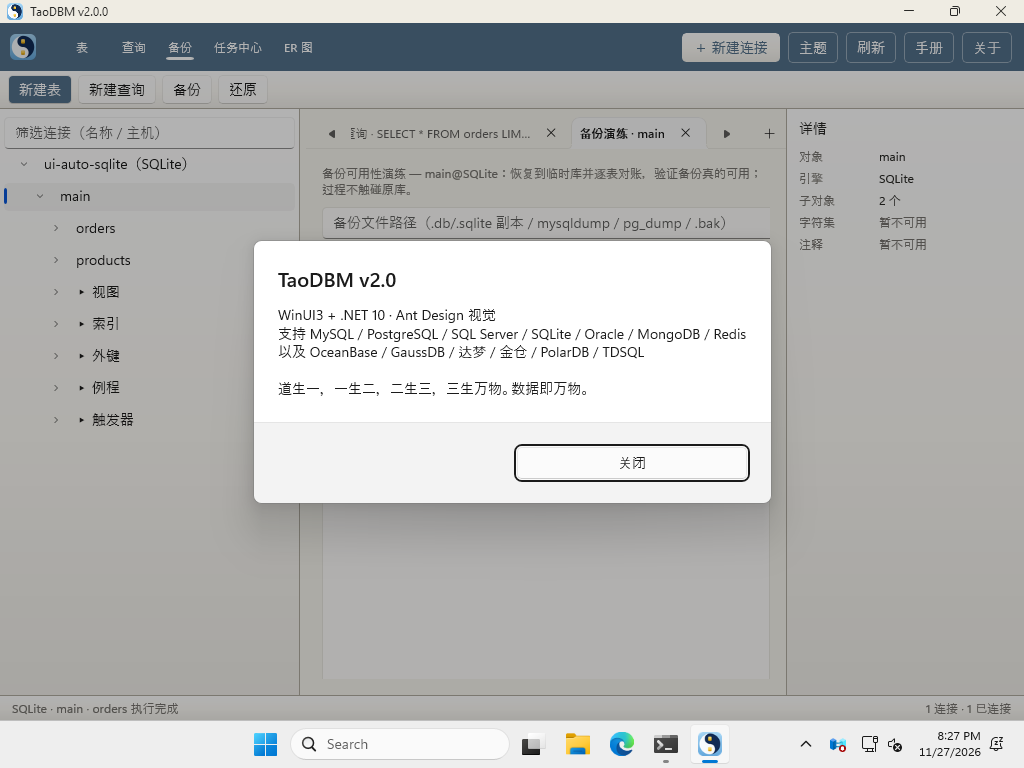 TaoDBM v2.0.0
表
查询
备份
任务中心
ER 图
+ 新建连接
主题
刷新
手册
关于
新建表
新建查询
备份
还原
筛选连接（名称 / 主机）
ui-auto-sqlite（SQLite）
main
orders
products
视图
索引
外键
例程
触发器
询 · SELECT * FROM orders LIM...
备份演练 · main
备份可用性演练 — main@SQLite：恢复到临时库并逐表对账，验证备份真的可用；
过程不触碰原库。
备份文件路径（.db/.sqlite 副本 / mysqldump / pg_dump / .bak）
详情
对象 main
引擎 SQLite
子对象 2 个
字符集 暂不可用
注释 暂不可用
TaoDBM v2.0
WinUI3 + .NET 10 · Ant Design 视觉
支持 MySQL / PostgreSQL / SQL Server / SQLite / Oracle / MongoDB / Redis
以及 OceanBase / GaussDB / 达梦 / 金仓 / PolarDB / TDSQL
道生一，一生二，二生三，三生万物。数据即万物。
关闭
SQLite · main · orders 执行完成
1 连接 · 1 已连接
Search
8:27 PM
11/27/2026